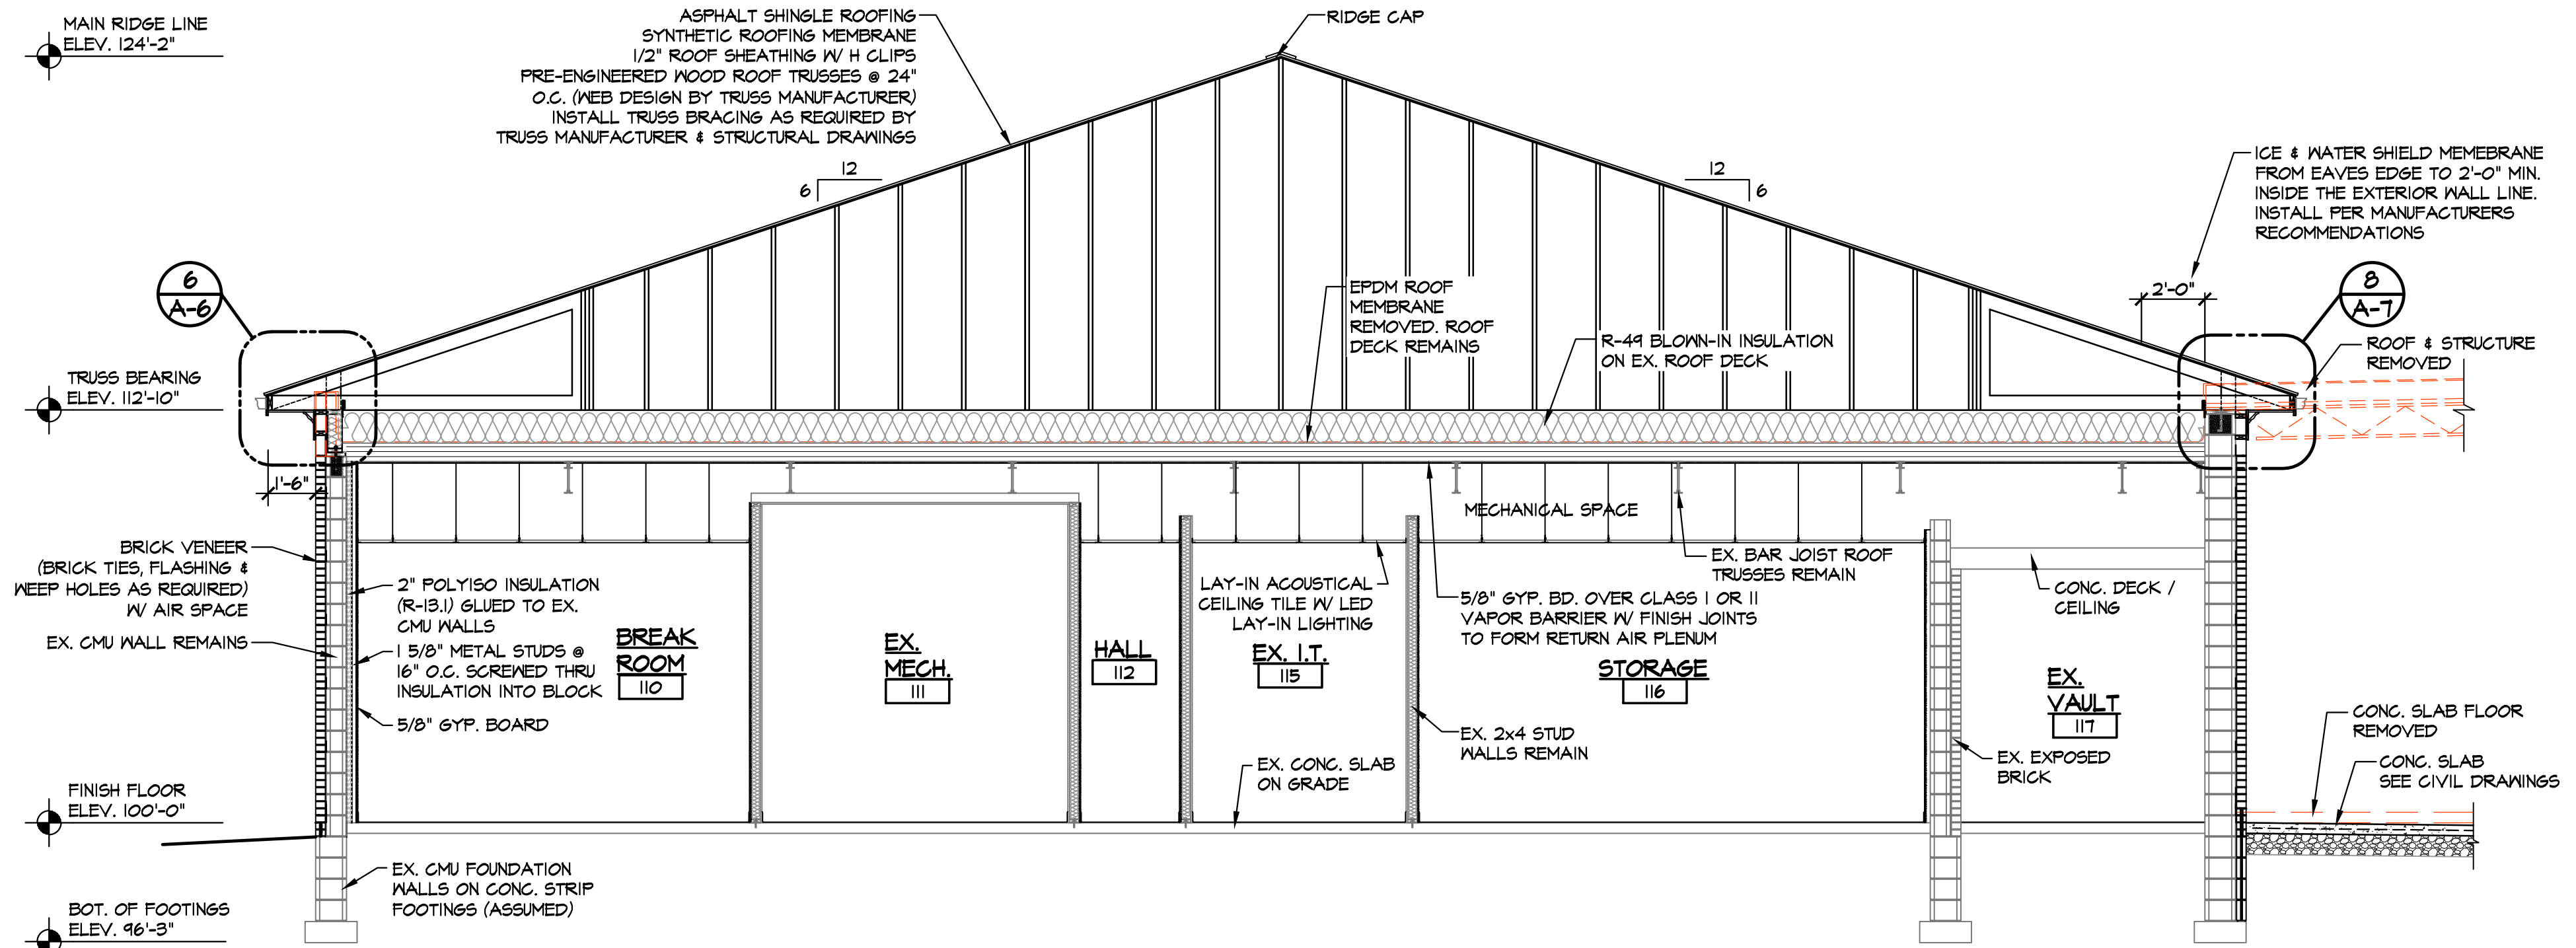 MAIN RIDGE LINE
ELEV. 124'-2"
ASPHALT SHINGLE ROOFING
SYNTHETIC ROOFING MEMBRANE
1/2" ROOF SHEATHING W/ H CLIPS
PRE-ENGINEERED WOOD ROOF TRUSSES @ 24"
O.C. (WEB DESIGN BY TRUSS MANUFACTURER)
INSTALL TRUSS BRACING AS REQUIRED BY
TRUSS MANUFACTURER & STRUCTURAL DRAWINGS
RIDGE CAP
12
6
12
6
ICE & WATER SHIELD MEMEBRANE
FROM EAVES EDGE TO 2'-0" MIN.
INSIDE THE EXTERIOR WALL LINE.
INSTALL PER MANUFACTURERS
RECOMMENDATIONS
6
A-6
EPDM ROOF
MEMBRANE
REMOVED. ROOF
DECK REMAINS
R-49 BLOWN-IN INSULATION
ON EX. ROOF DECK
2'-0"
8
A-7
ROOF & STRUCTURE
REMOVED
TRUSS BEARING
ELEV. 112'-10"
1'-6"
MECHANICAL SPACE
BRICK VENEER
(BRICK TIES, FLASHING &
WEEP HOLES AS REQUIRED)
W/ AIR SPACE
EX. CMU WALL REMAINS
2" POLYISO INSULATION
(R-13.1) GLUED TO EX.
CMU WALLS
1 5/8" METAL STUDS @
16" O.C. SCREWED THRU
INSULATION INTO BLOCK
5/8" GYP. BOARD
BREAK
ROOM
110
EX.
MECH.
111
HALL
112
LAY-IN ACOUSTICAL
CEILING TILE W/ LED
LAY-IN LIGHTING
EX. I.T.
115
5/8" GYP. BD. OVER CLASS I OR II
VAPOR BARRIER W/ FINISH JOINTS
TO FORM RETURN AIR PLENUM
EX. BAR JOIST ROOF
TRUSSES REMAIN
STORAGE
116
CONC. DECK /
CEILING
EX.
VAULT
117
EX. 2x4 STUD
WALLS REMAIN
EX. CONC. SLAB
ON GRADE
EX. EXPOSED
BRICK
CONC. SLAB FLOOR
REMOVED
CONC. SLAB
SEE CIVIL DRAWINGS
FINISH FLOOR
ELEV. 100'-0"
EX. CMU FOUNDATION
WALLS ON CONC. STRIP
FOOTINGS (ASSUMED)
BOT. OF FOOTINGS
ELEV. 96'-3"